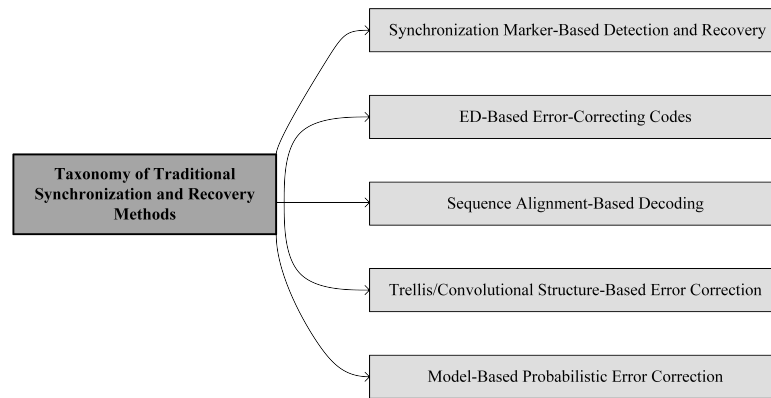 Taxonomy of Traditional
Synchronization and Recovery
Methods
Synchronization Marker-Based Detection and Recovery
ED-Based Error-Correcting Codes
Sequence Alignment-Based Decoding
Trellis/Convolutional Structure-Based Error Correction
Model-Based Probabilistic Error Correction